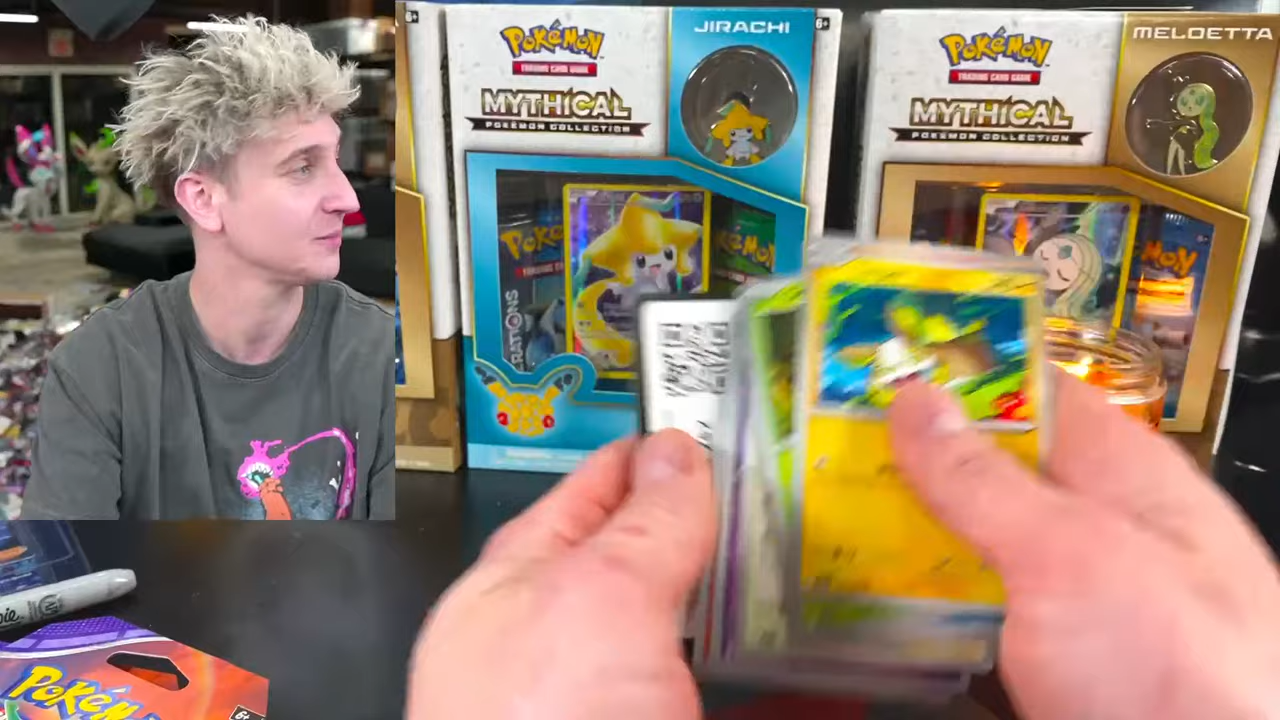 6+
POKéMON
TRADING CARD GAME
MYTHICAL
POKéMON COLLECTION
JIRACHI
6+
POKéMON
TRADING CARD GAME
MYTHICAL
POKéMON COLLECTION
MELOETTA
POKéMON
6+